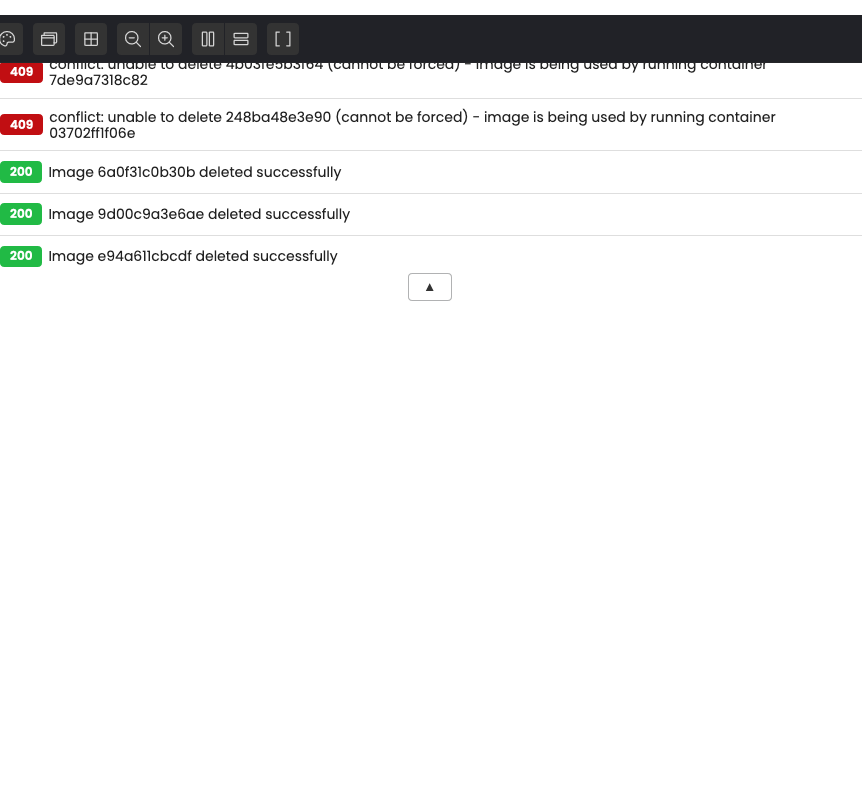 409
conflict: unable to delete 4b03fe5b3f64 (cannot be forced) - image is being used by running container
7de9a7318c82
409
conflict: unable to delete 248ba48e3e90 (cannot be forced) - image is being used by running container
03702ff1f06e
200 Image 6a0f31c0b30b deleted successfully
200 Image 9d00c9a3e6ae deleted successfully
200 Image e94a611cbcdf deleted successfully